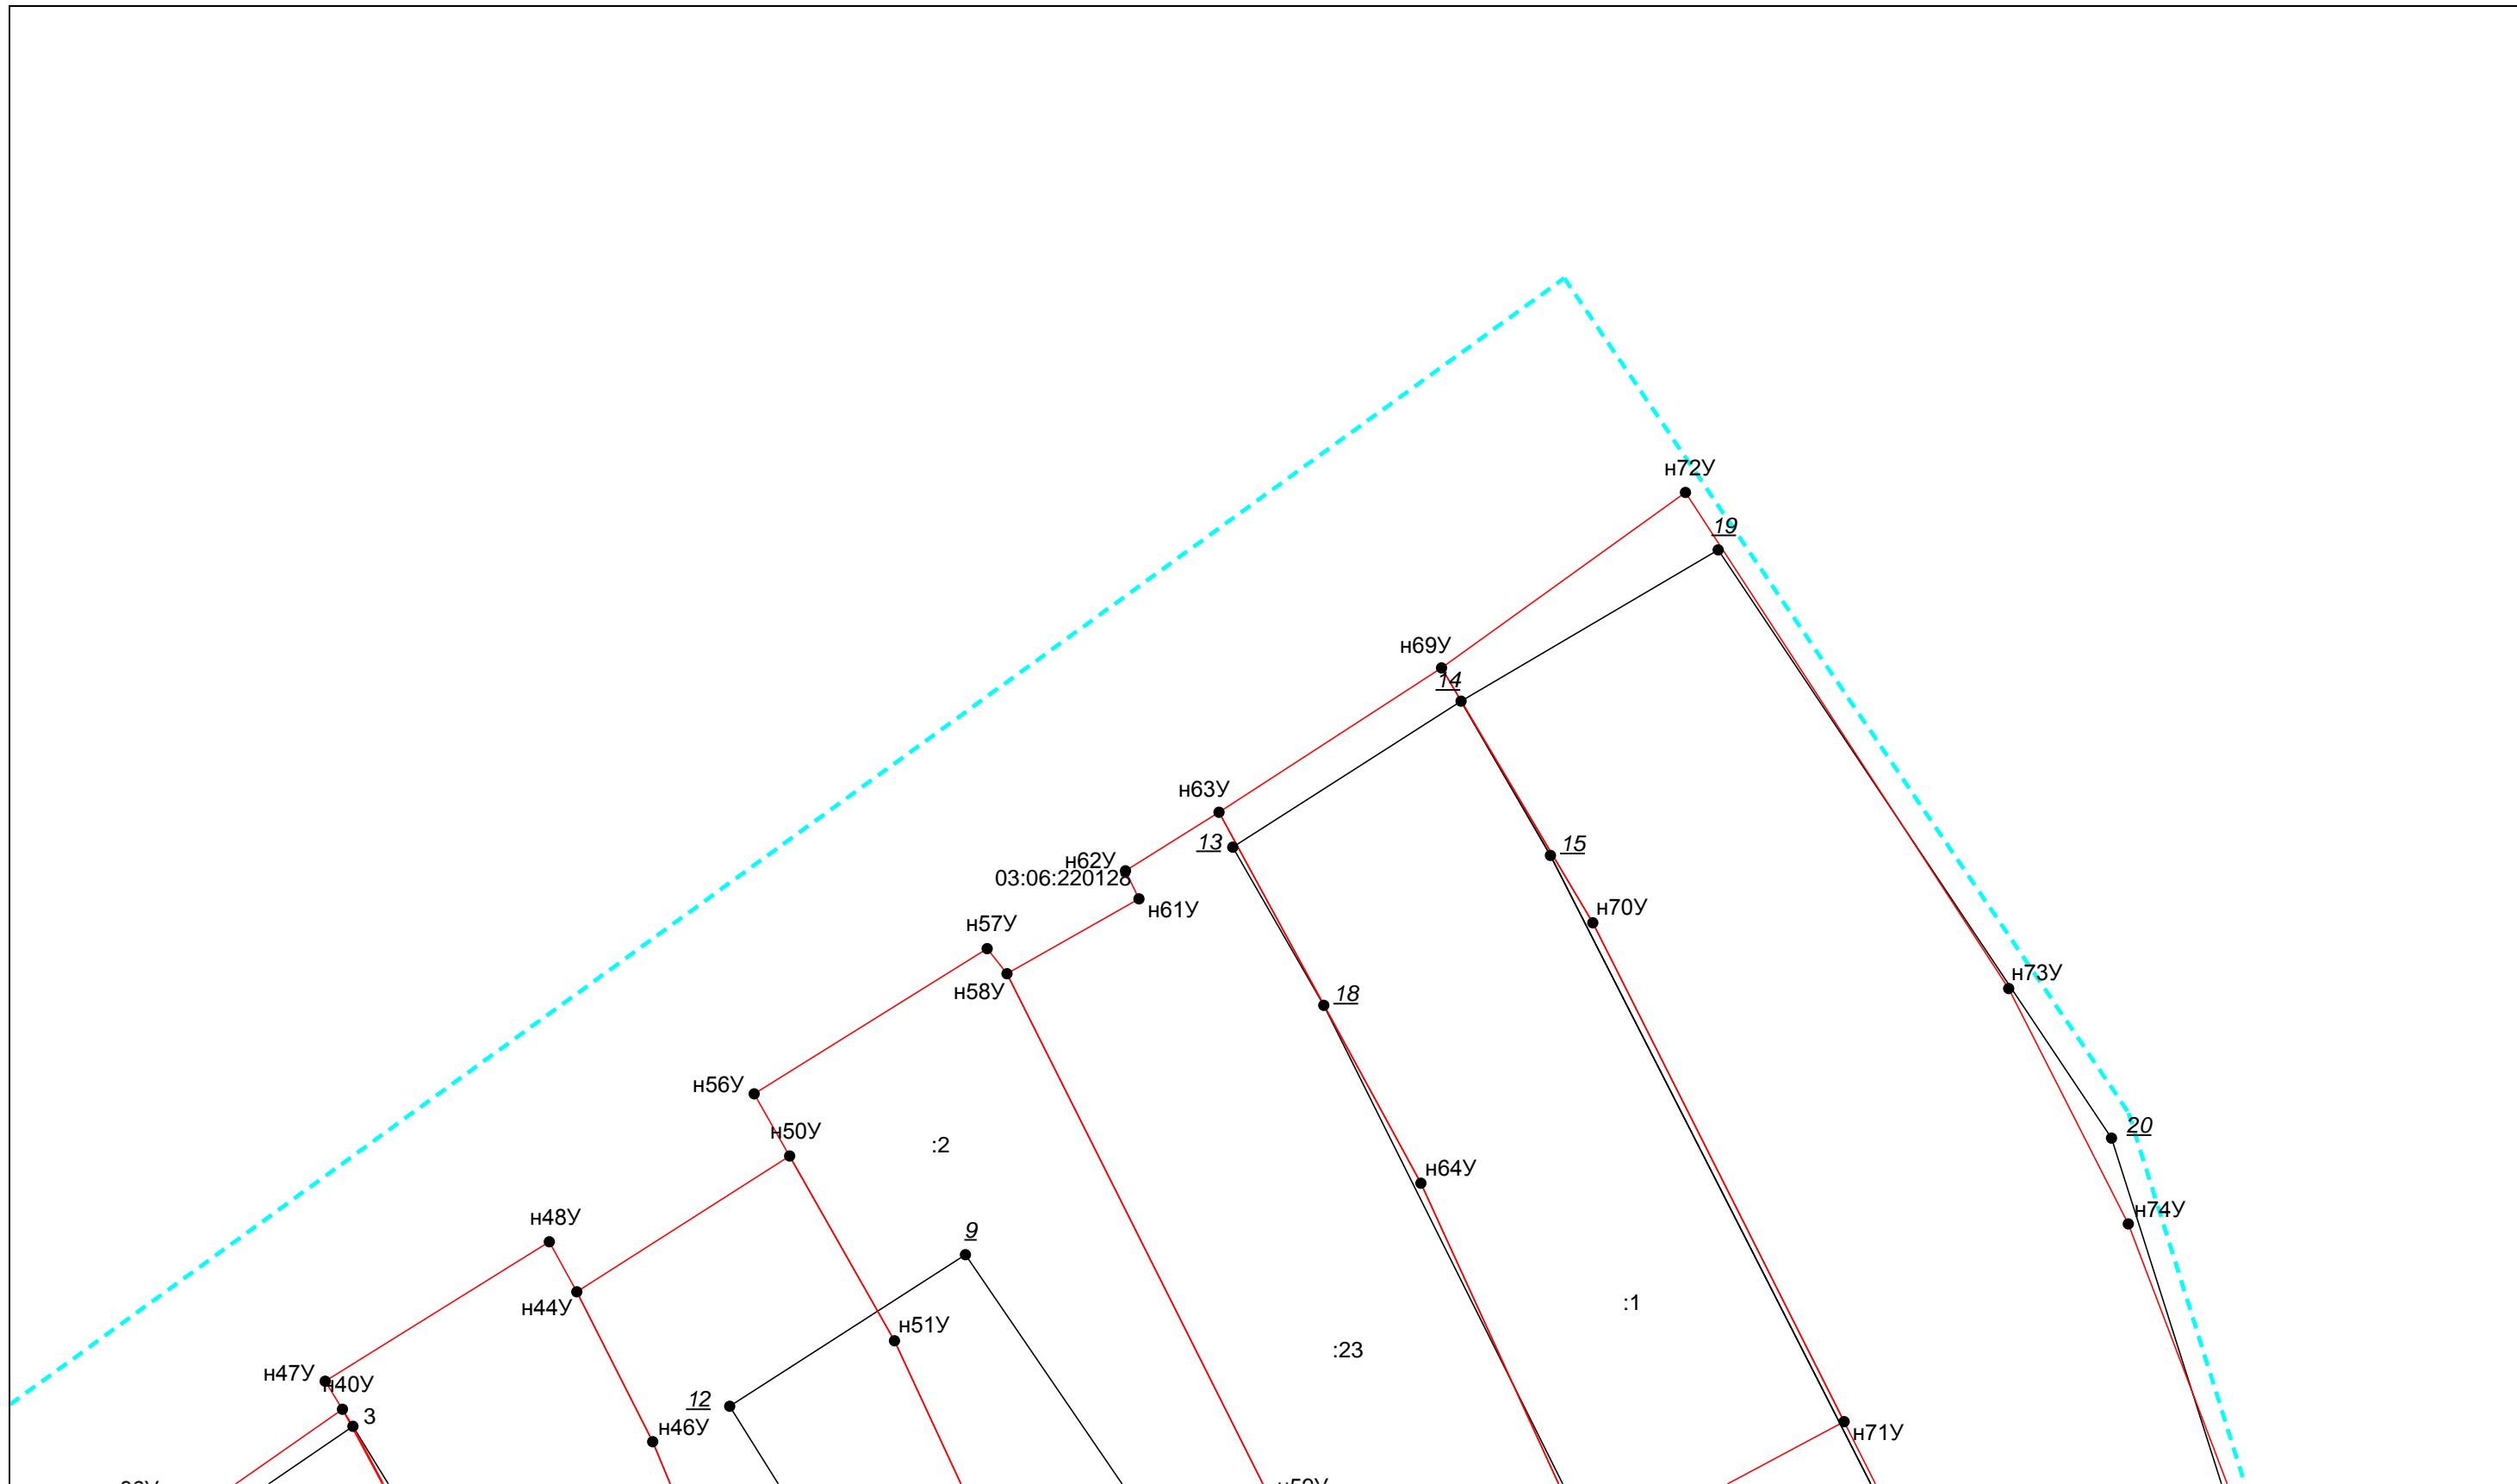 н72У
19
н69У
14
н63У
13
15
н62У
03:06:220128
н61У
н70У
н57У
н58У
н73У
18
н56У
н50У
:2
20
н64У
н48У
н74У
9
н44У
:1
н51У
:23
н47У
н40У
12
3
н46У
н71У
н59У